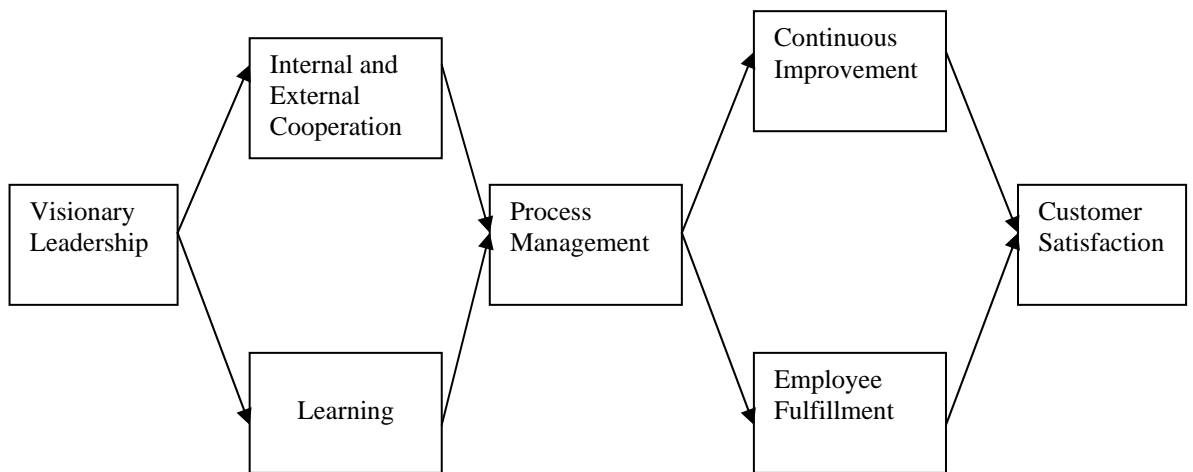 Visionary
Leadership
Internal and
External
Cooperation
Learning
Process
Management
Continuous
Improvement
Employee
Fulfillment
Customer
Satisfaction